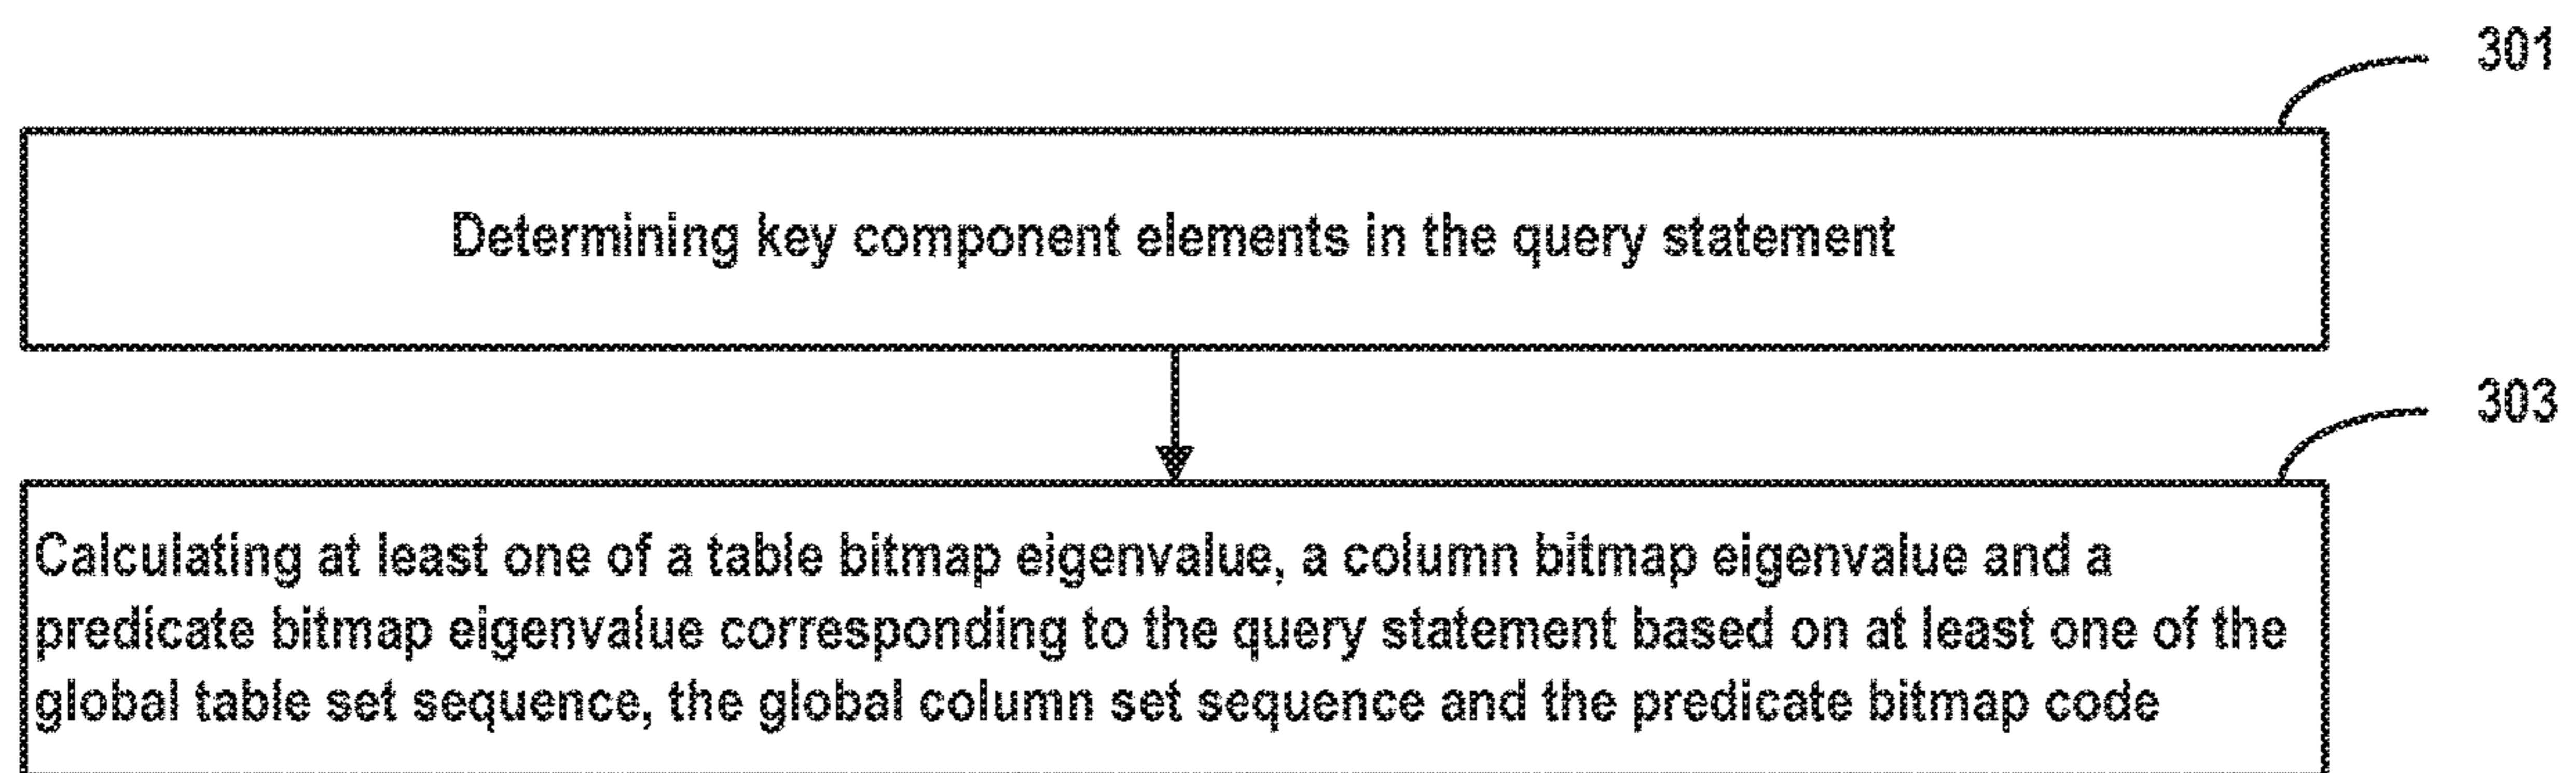 301
Determining key component elements in the query statement
303
Calculating at least one of a table bitmap eigenvalue, a column bitmap eigenvalue and a
predicate bitmap eigenvalue corresponding to the query statement based on at least one of the
global table set sequence, the global column set sequence and the predicate bitmap code